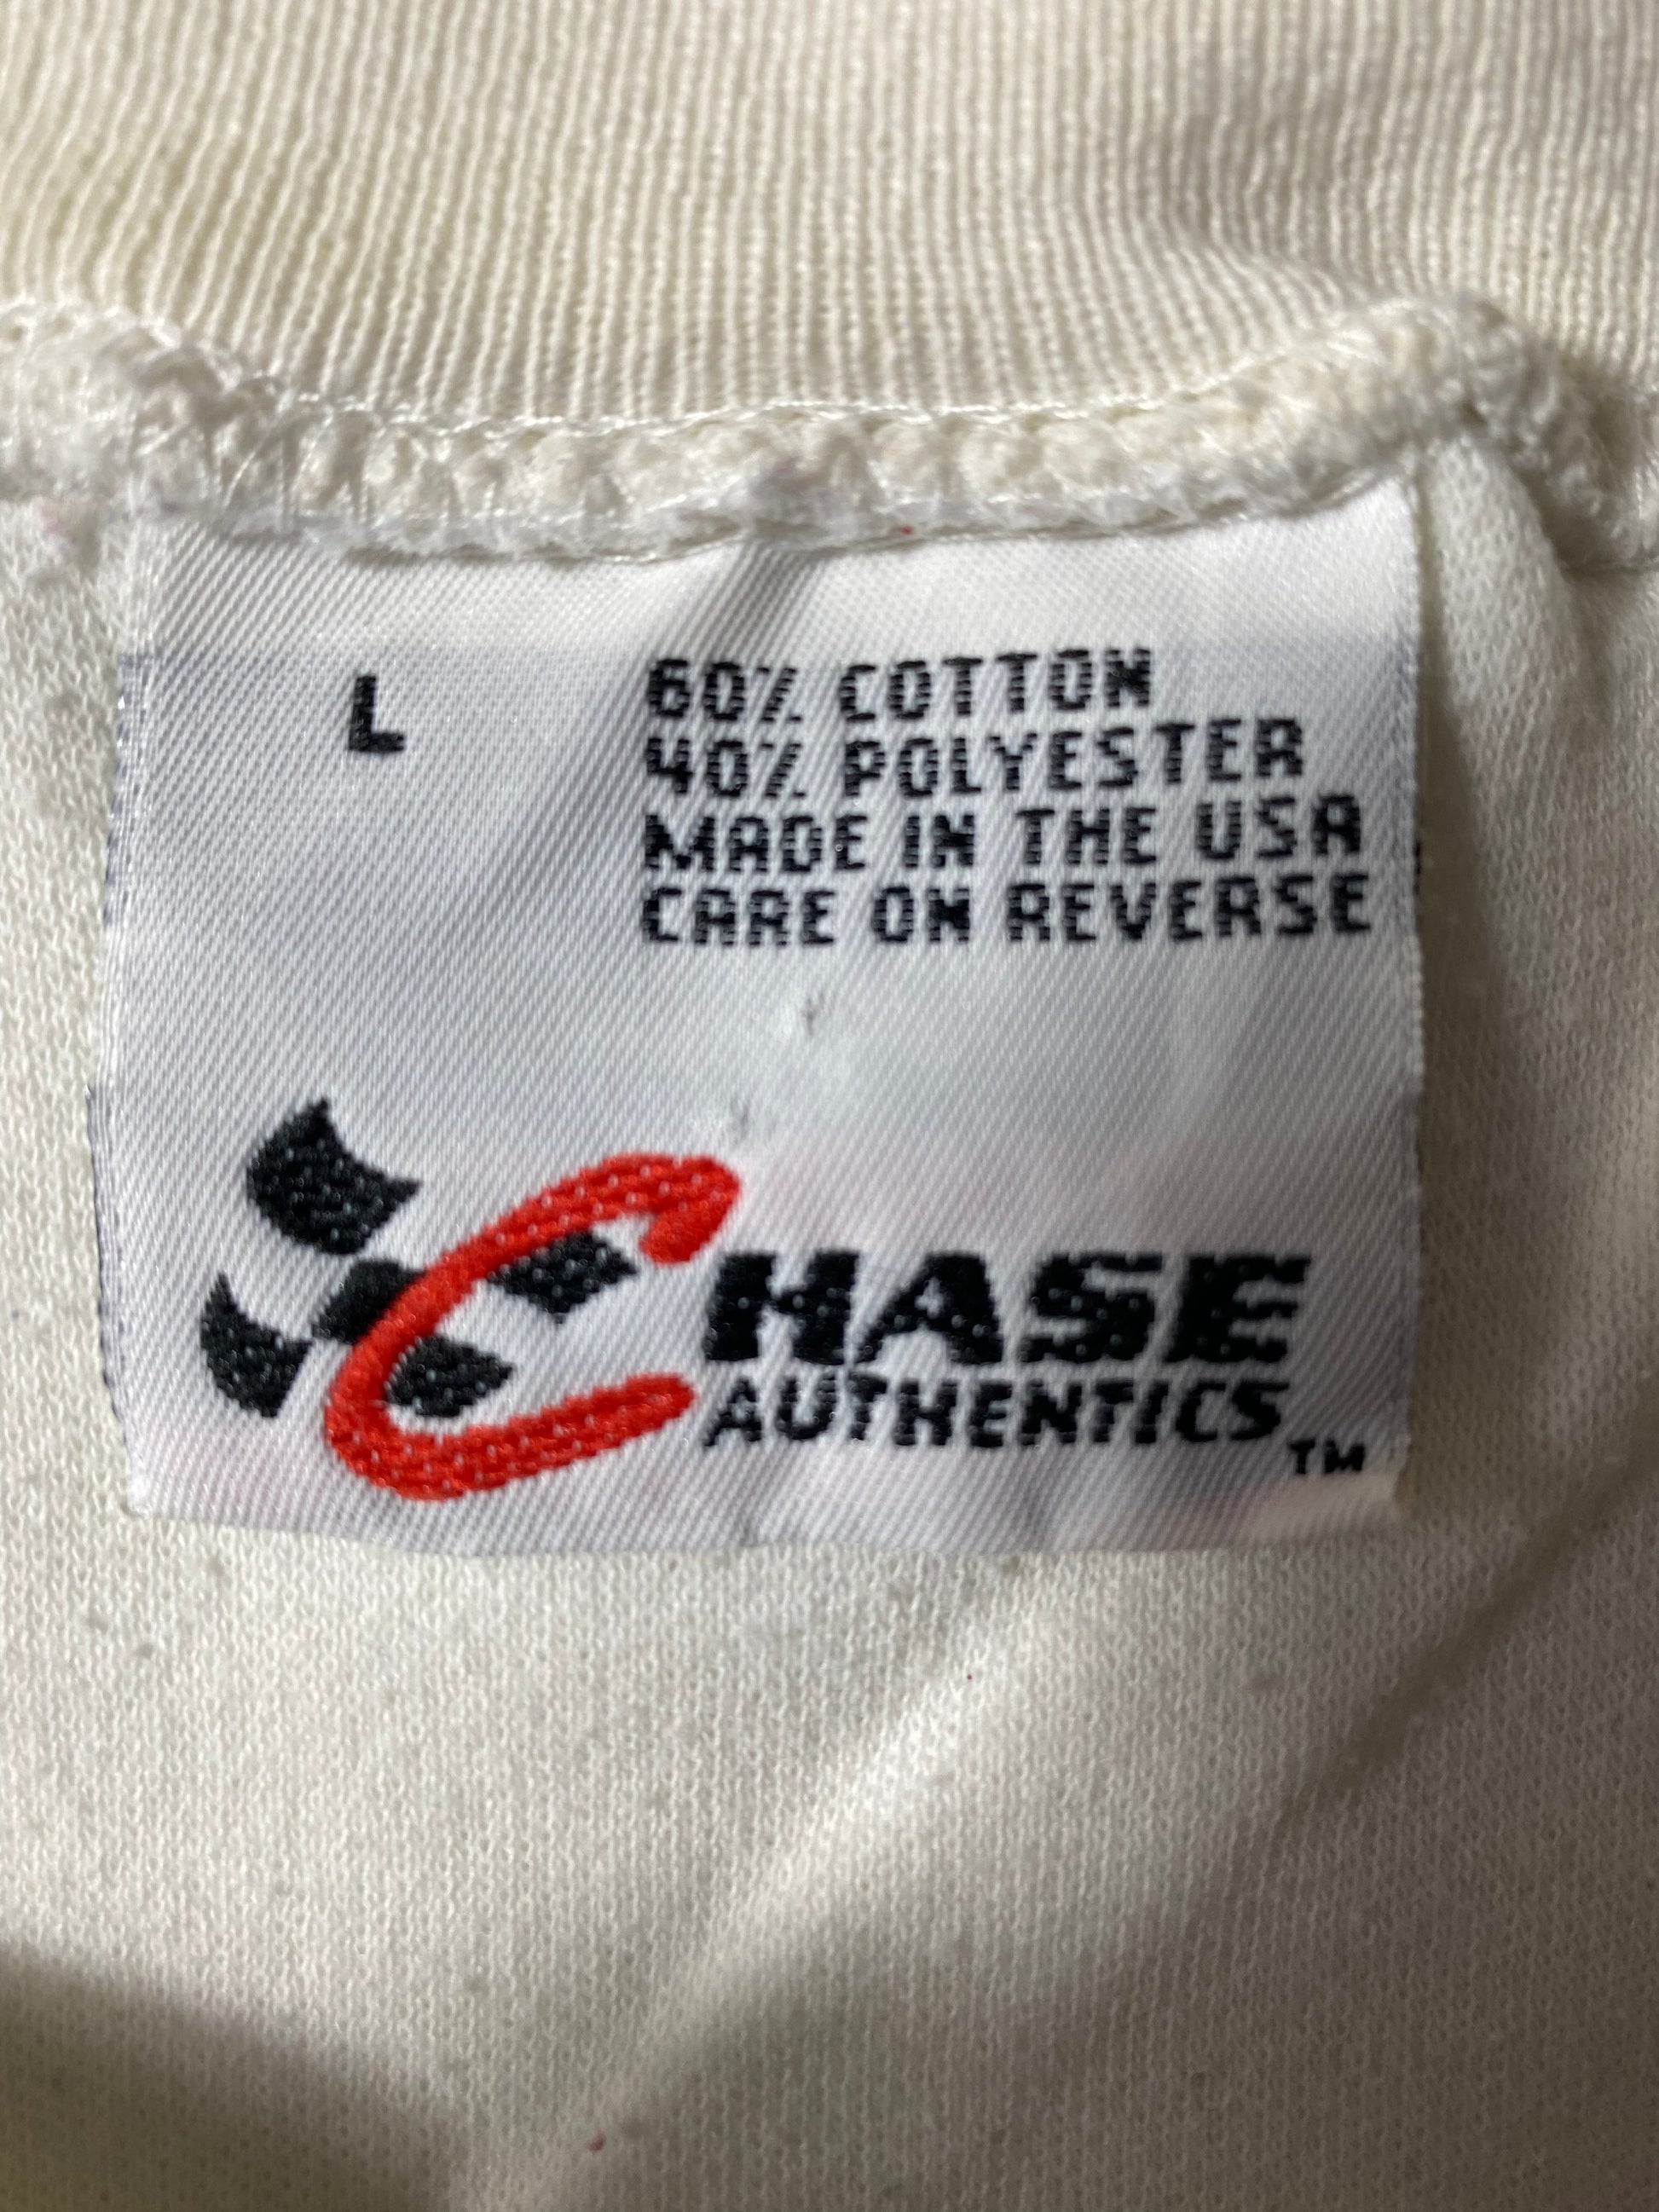 L
60% COTTON
40% POLYESTER
MADE IN THE USA
CARE ON REVERSE
CHASE
AUTHENTICS
TM